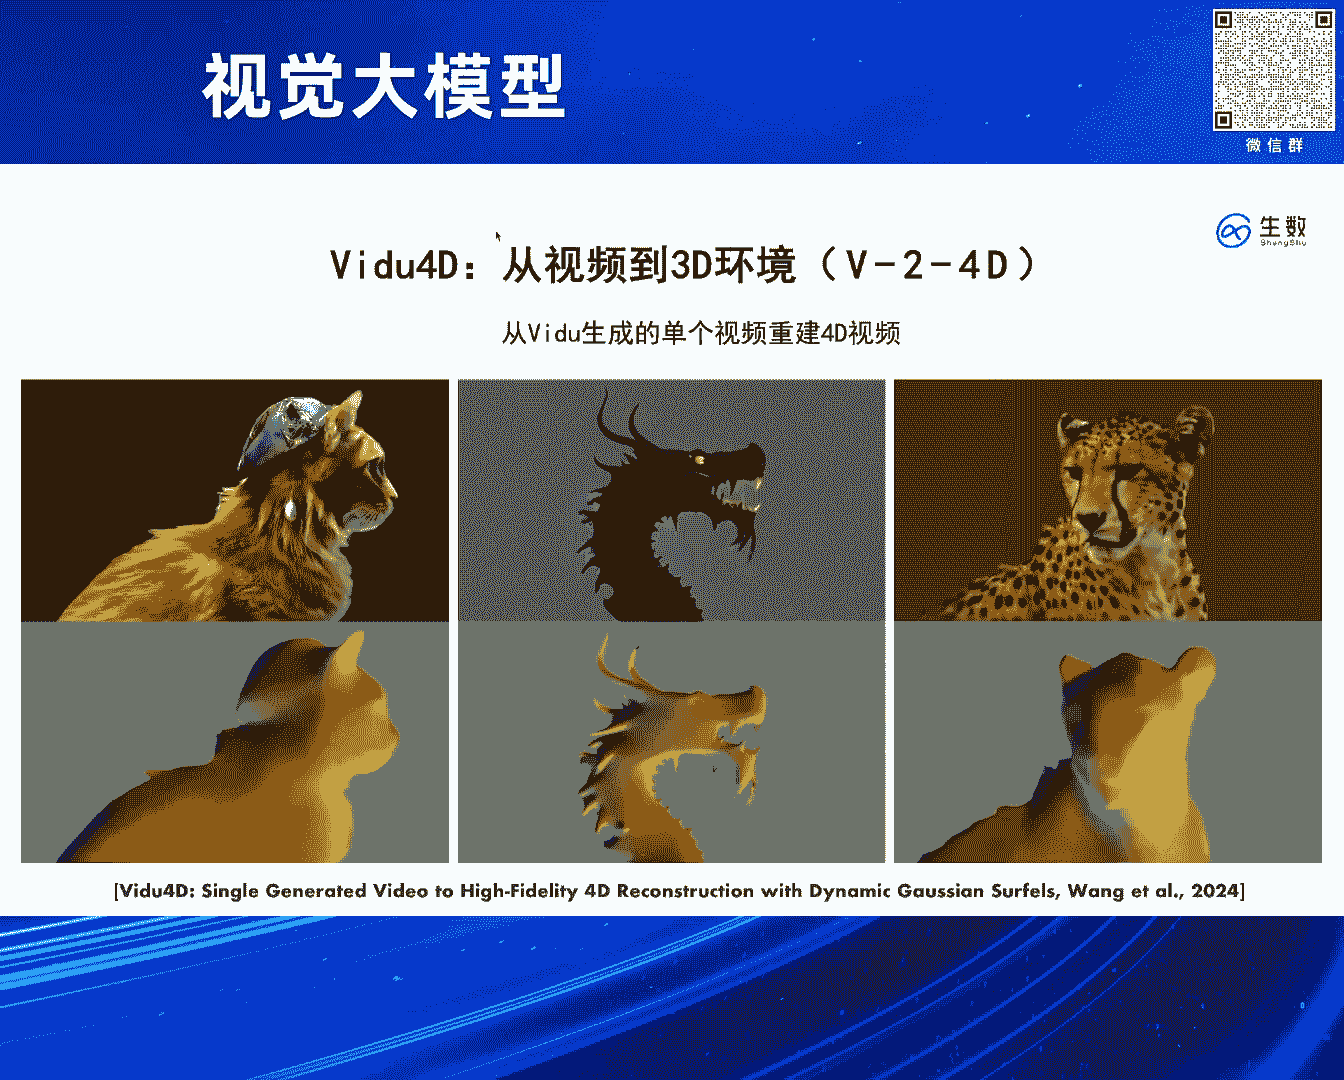 视觉大模型
微信群
生数
ShengShu
Vidu4D：从视频到3D环境（V-2-4D）
从Vidu生成的单个视频重建4D视频
[Vidu4D: Single Generated Video to High-Fidelity 4D Reconstruction with Dynamic Gaussian Surfels, Wang et al., 2024]